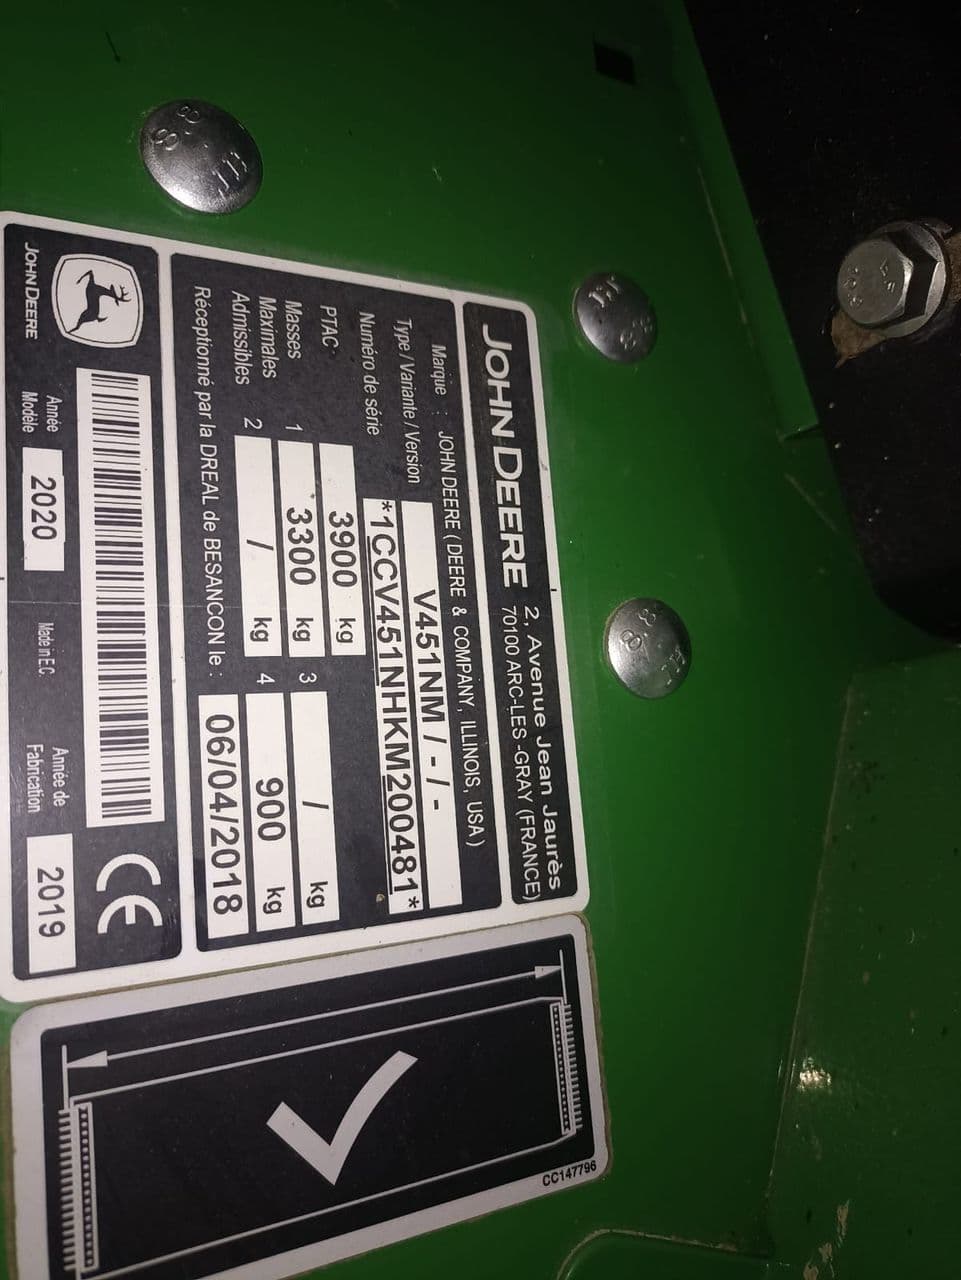 JOHN DEERE
2, Avenue Jean Jaurès
70100 ARC-LES -GRAY (FRANCE)
Marque : JOHN DEERE ( DEERE & COMPANY, ILLINOIS, USA )
Type / Variante / Version V451NM / - / -
Numéro de série *1CCV451NHKM200481*
PTAC : 3900 kg
Masses 1 3300 kg 3 / kg
Maximales
Admissibles 2 / kg 4 900 kg
Réceptionné par la DREAL de BESANCON le : 06/04/2018
CE
JOHN DEERE
Année
Modèle 2020
Made in E.C.
Année de
Fabrication 2019
CC147796
8.8